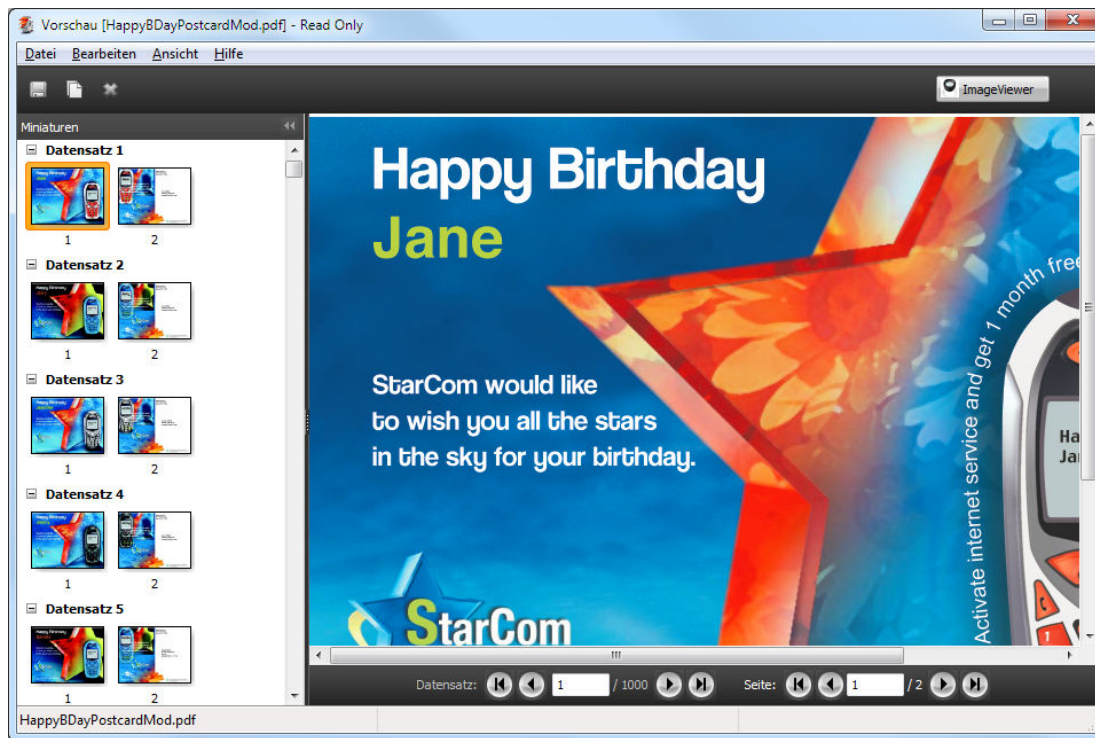 Vorschau [HappyBDayPostcardMod.pdf] - Read Only
Datei Bearbeiten Ansicht Hilfe
ImageViewer
Miniaturen
Datensatz 1
1 2
Datensatz 2
1 2
Datensatz 3
1 2
Datensatz 4
1 2
Datensatz 5
1 2
Happy Birthday
Jane
StarCom would like
to wish you all the stars
in the sky for your birthday.
StarCom
Activate internet service and get 1 month free
Datensatz: 1 / 1000 Seite: 1 / 2
HappyBDayPostcardMod.pdf